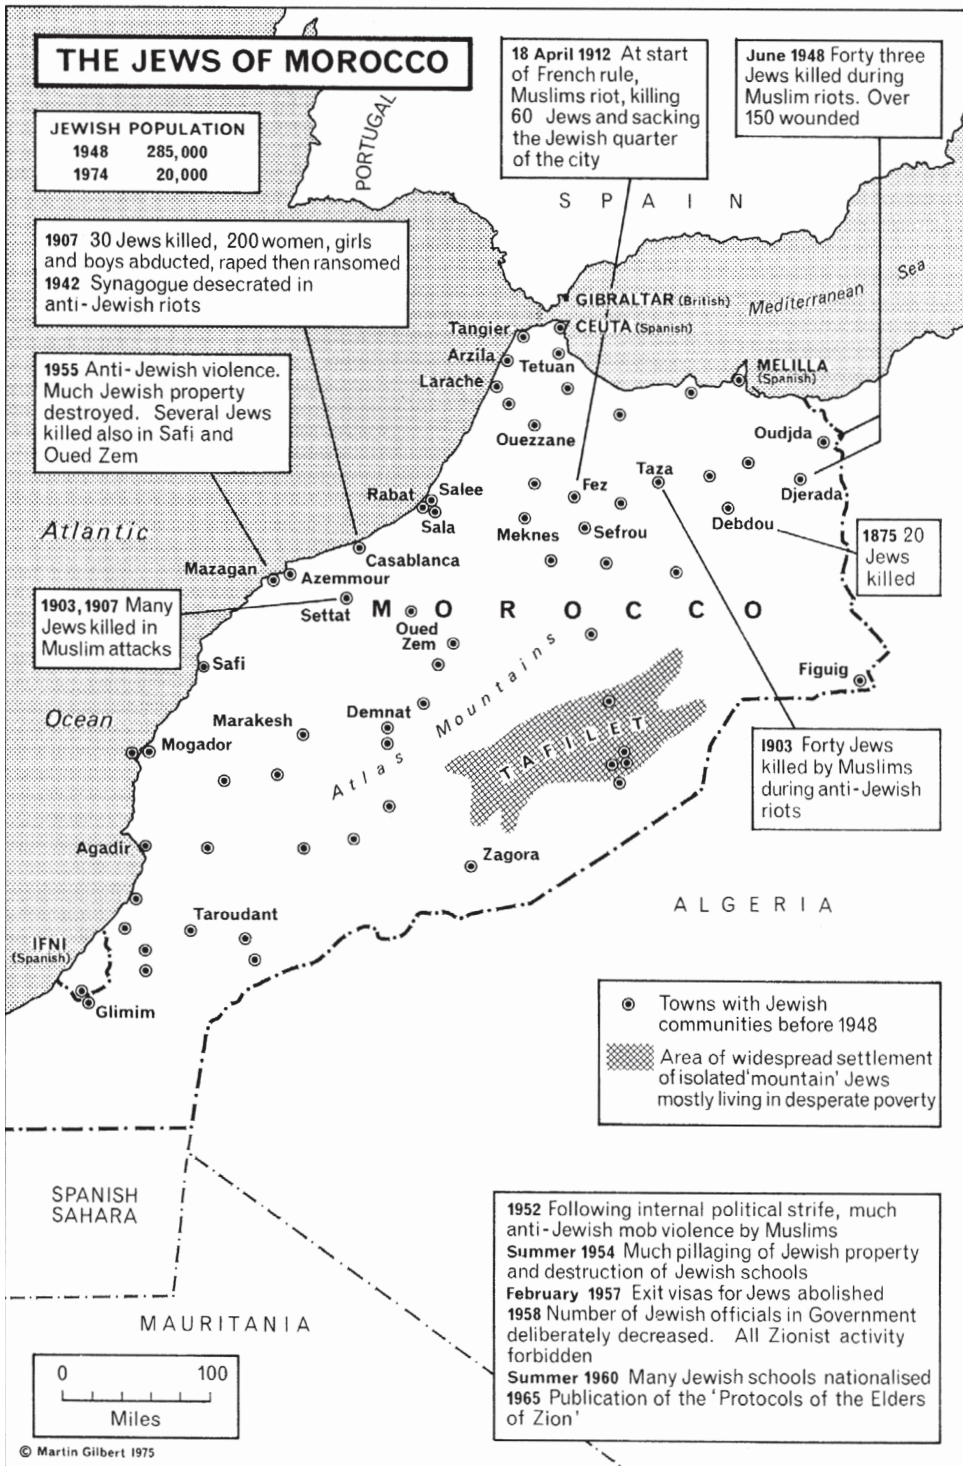 THE JEWS OF MOROCCO
JEWISH POPULATION
1948 285,000
1974 20,000
18 April 1912 At start
of French rule,
Muslims riot, killing
60 Jews and sacking
the Jewish quarter
of the city
June 1948 Forty three
Jews killed during
Muslim riots. Over
150 wounded
PORTUGAL
SPAIN
1907 30 Jews killed, 200 women, girls
and boys abducted, raped then ransomed
1942 Synagogue desecrated in
anti-Jewish riots
Mediterranean Sea
GIBRALTAR (British)
CEUTA (Spanish)
Tangier
Arzila
Tetuan
Larache
MELILLA
(Spanish)
1955 Anti-Jewish violence.
Much Jewish property
destroyed. Several Jews
killed also in Safi and
Oued Zem
Ouezzane
Oudjda
Taza
Fez
Djerada
Rabat
Salee
Sala
Meknes
Sefrou
Debdou
Atlantic
Casablanca
Mazagan
Azemmour
Settat
1875 20
Jews
killed
1903, 1907 Many
Jews killed in
Muslim attacks
MOROCCO
Oued
Zem
Safi
Figuig
Ocean
Marakesh
Demnat
Atlas Mountains
TAFILET
Mogador
1903 Forty Jews
killed by Muslims
during anti-Jewish
riots
Agadir
Zagora
ALGERIA
Taroudant
IFNI
(Spanish)
Glimim
Towns with Jewish
communities before 1948
Area of widespread settlement
of isolated 'mountain' Jews
mostly living in desperate poverty
SPANISH
SAHARA
MAURITANIA
1952 Following internal political strife, much
anti-Jewish mob violence by Muslims
Summer 1954 Much pillaging of Jewish property
and destruction of Jewish schools
February 1957 Exit visas for Jews abolished
1958 Number of Jewish officials in Government
deliberately decreased. All Zionist activity
forbidden
Summer 1960 Many Jewish schools nationalised
1965 Publication of the 'Protocols of the Elders
of Zion'
0 100
Miles
© Martin Gilbert 1975